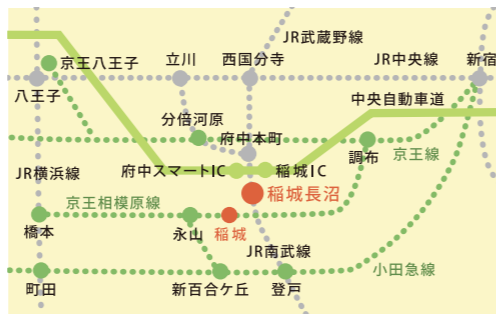 JR武蔵野線
京王八王子
立川
西国分寺
JR中央線
新宿
八王子
中央自動車道
分倍河原
府中本町
調布
京王線
府中スマートIC
稲城IC
JR横浜線
稲城長沼
京王相模原線
橋本
永山
稲城
JR南武線
小田急線
町田
新百合ケ丘
登戸